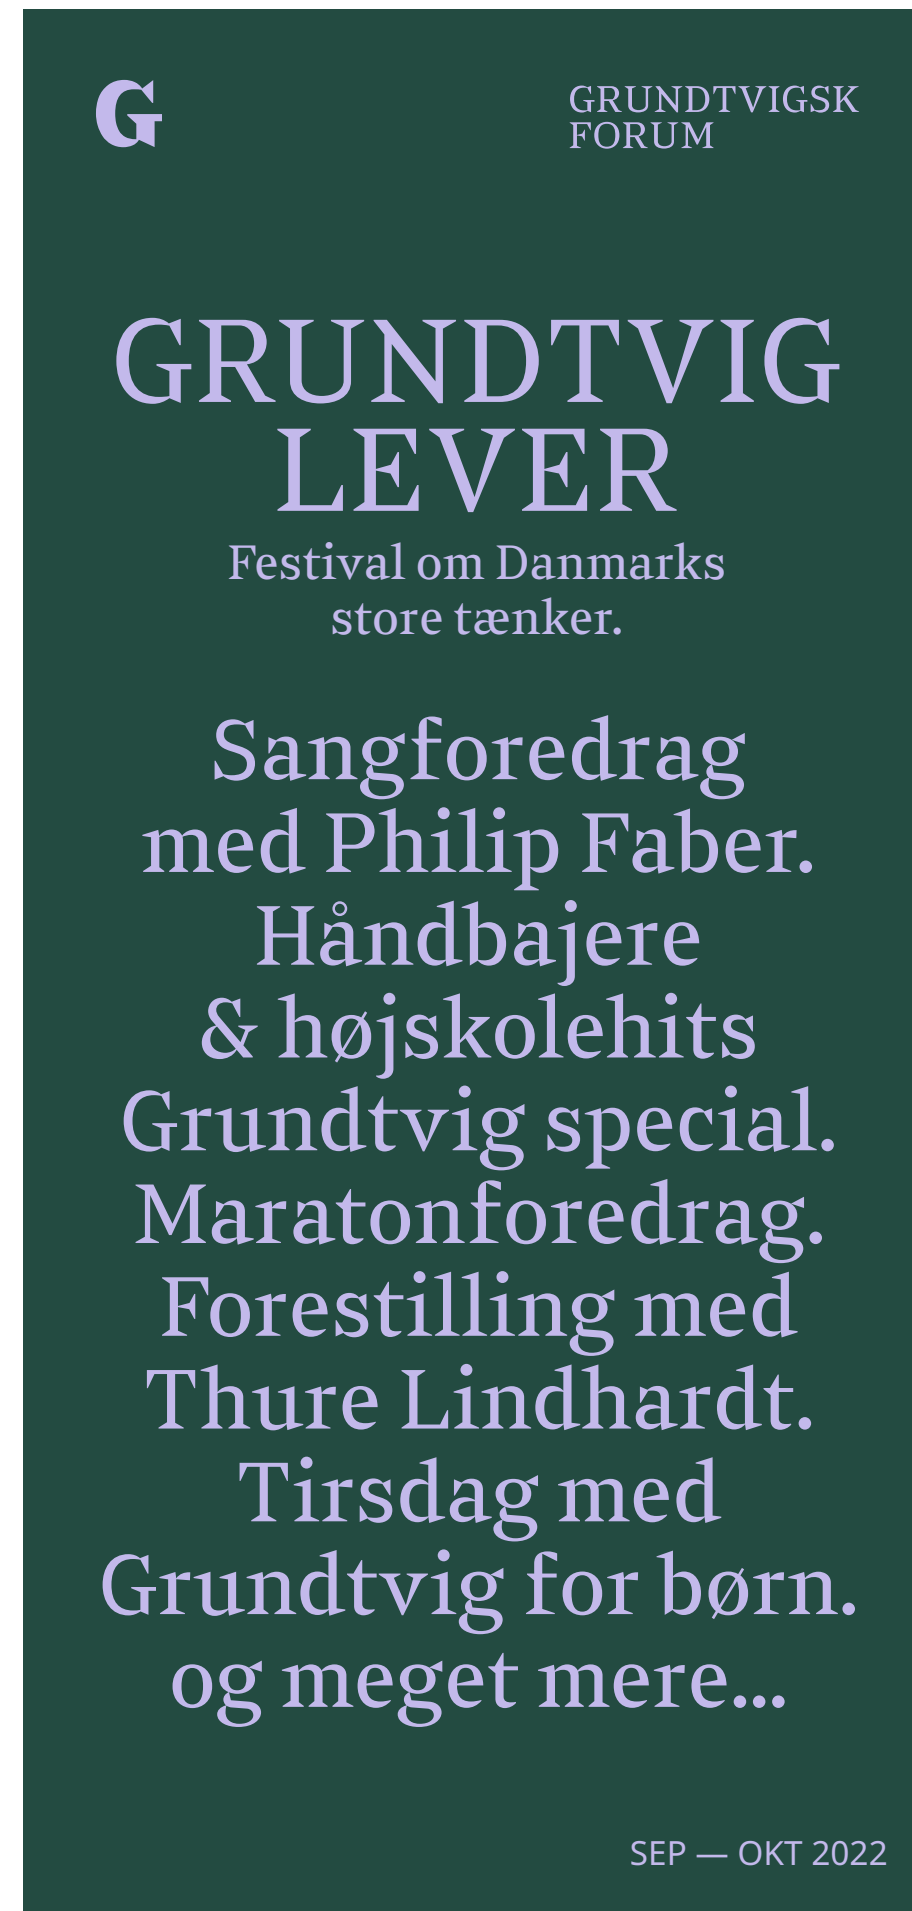 G
GRUNDTVIGSK
FORUM
GRUNDTVIG
LEVER
Festival om Danmarks
store tænker.
Sangforedrag
med Philip Faber.
Håndbajere
& højskolehits
Grundtvig special.
Maratonforedrag.
Forestilling med
Thure Lindhardt.
Tirsdag med
Grundtvig for børn.
og meget mere...
SEP — OKT 2022